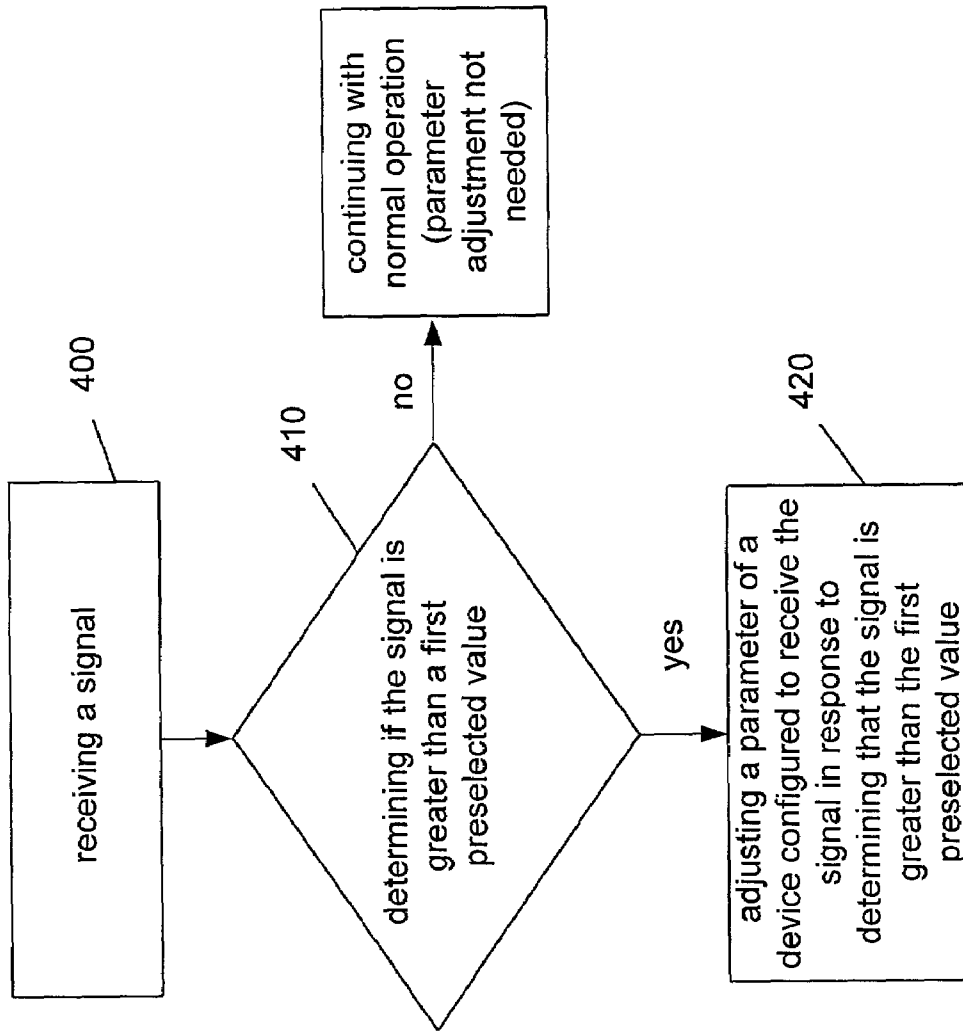 400
receiving a signal
410
determining if the signal is
greater than a first
preselected value
no
continuing with
normal operation
(parameter
adjustment not
needed)
yes
420
adjusting a parameter of a
device configured to receive the
signal in response to
determining that the signal is
greater than the first
preselected value